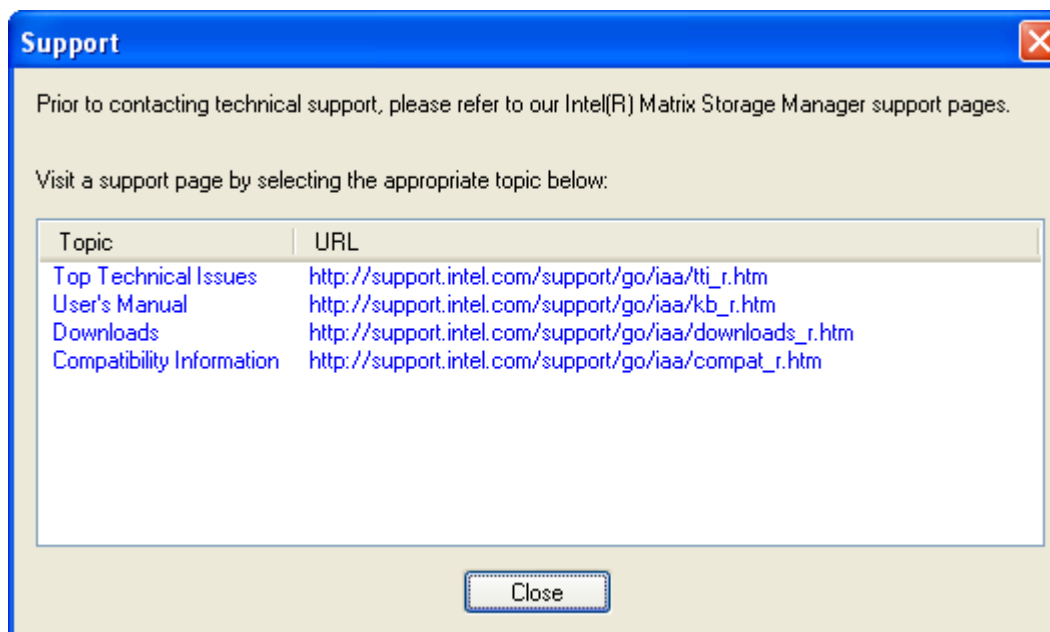 Support
Prior to contacting technical support, please refer to our Intel(R) Matrix Storage Manager support pages.
Visit a support page by selecting the appropriate topic below:
Topic URL
Top Technical Issues http://support.intel.com/support/go/iaa/tti_r.htm
User's Manual http://support.intel.com/support/go/iaa/kb_r.htm
Downloads http://support.intel.com/support/go/iaa/downloads_r.htm
Compatibility Information http://support.intel.com/support/go/iaa/compat_r.htm
Close